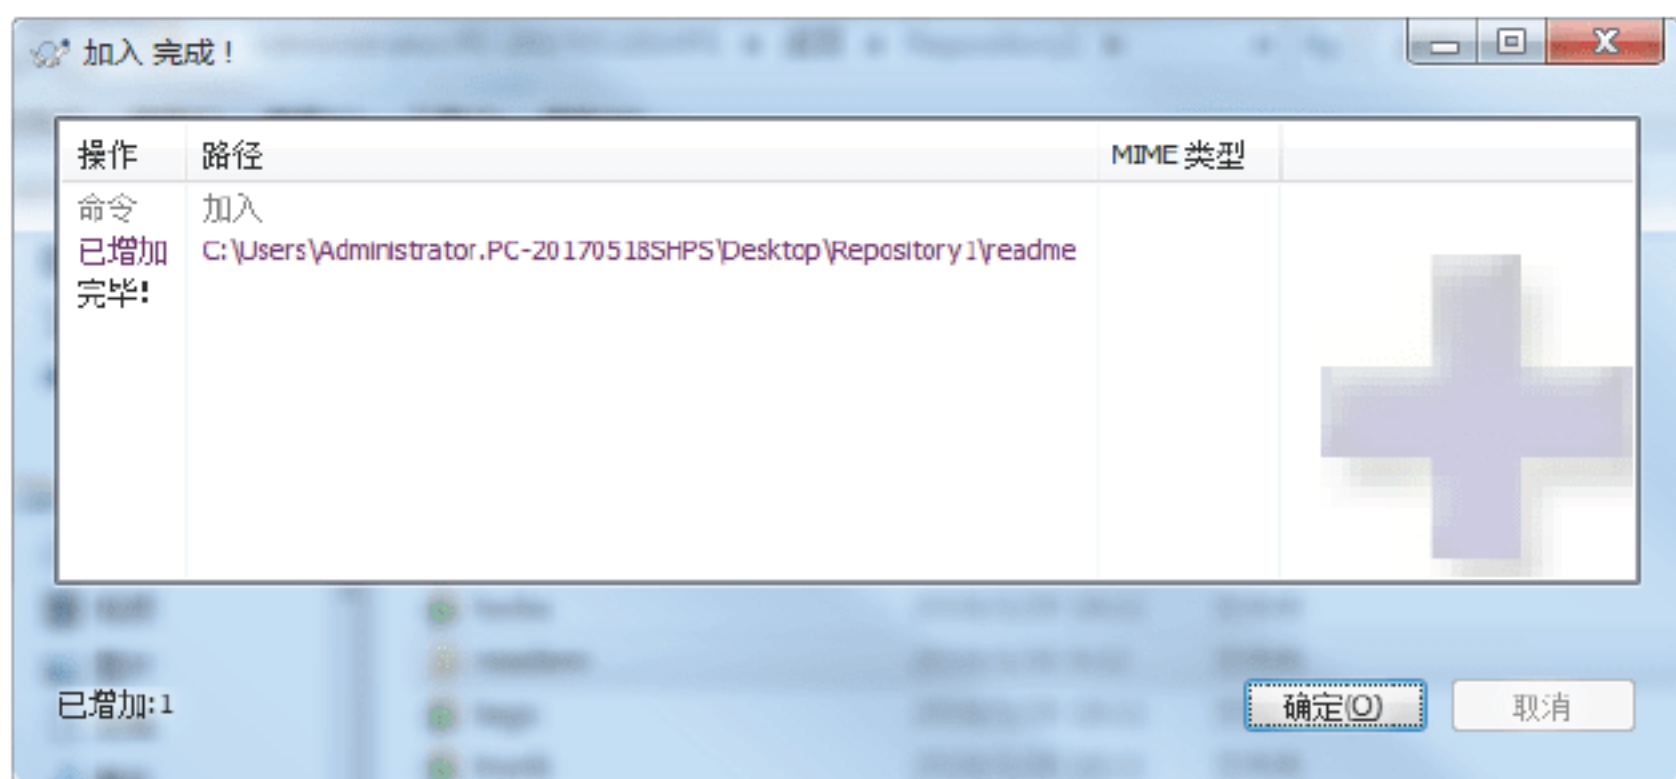 加入 完成！
操作 路径 MIME 类型
命令 加入
已增加 C:\Users\Administrator.PC-20170518SHPS\Desktop\Repository1\readme
完毕!
已增加:1 确定(O) 取消